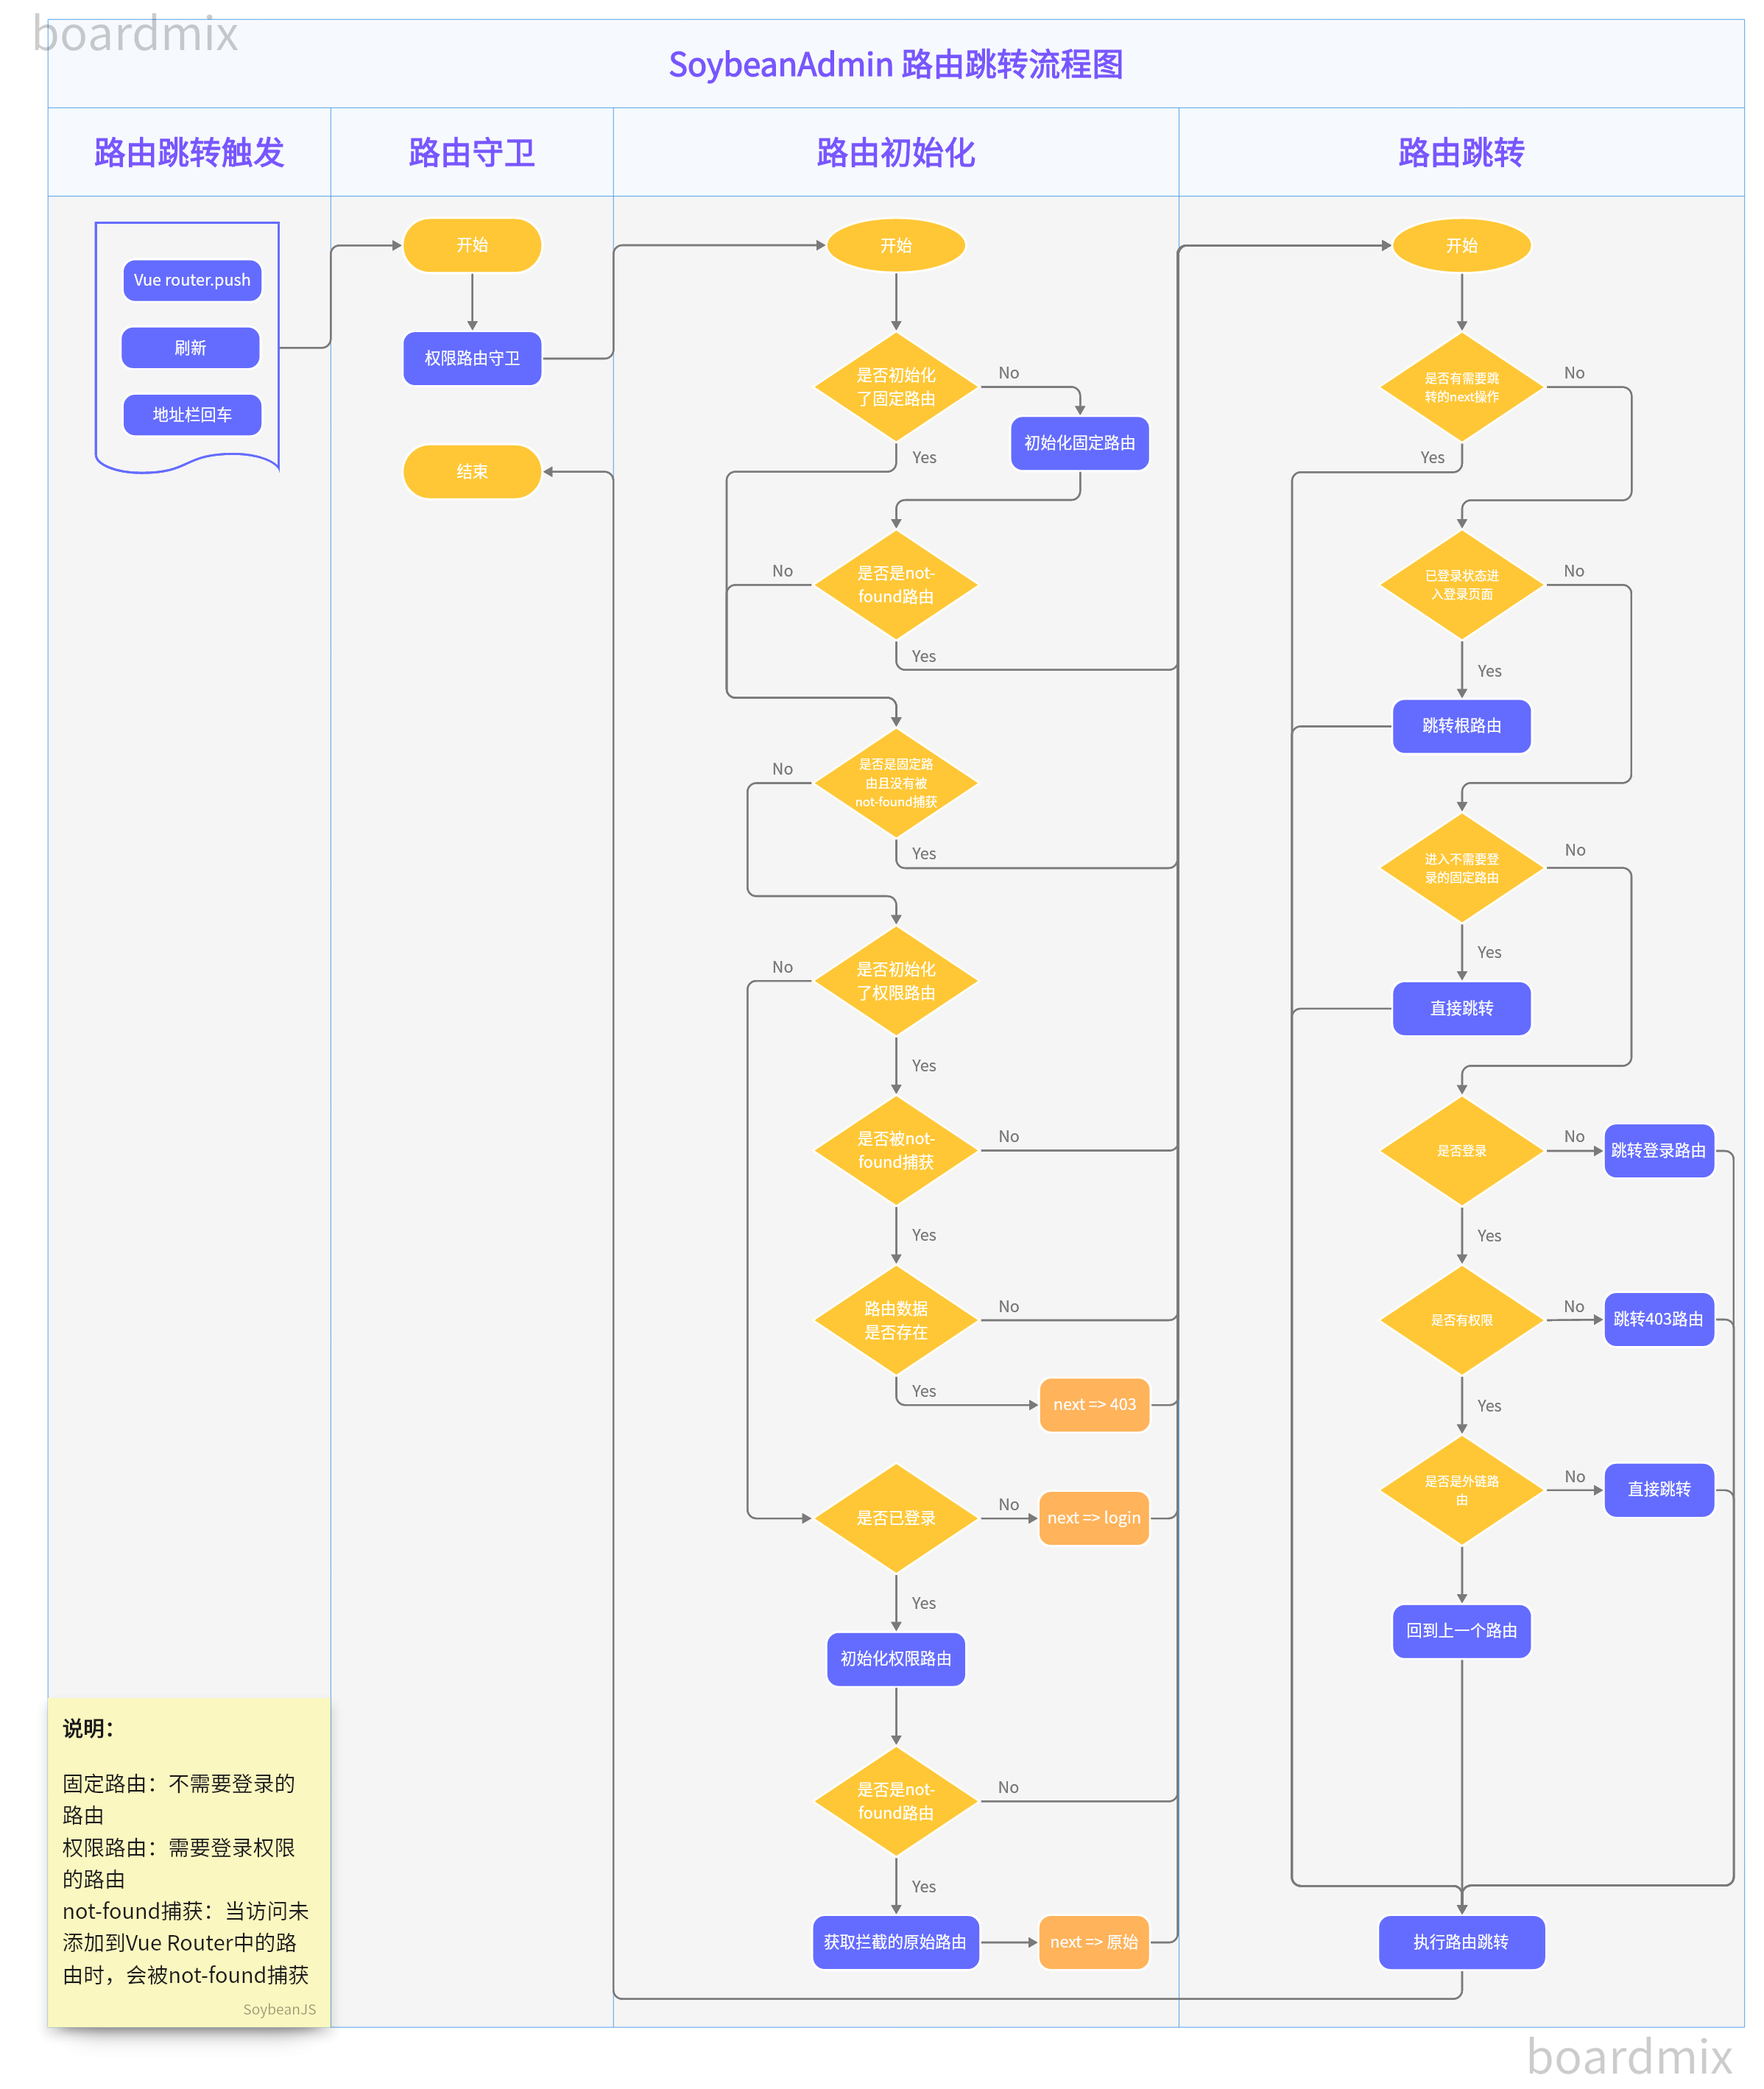 boardmix
SoybeanAdmin 路由跳转流程图
路由跳转触发
路由守卫
路由初始化
路由跳转
Vue router.push
刷新
地址栏回车
开始
权限路由守卫
结束
开始
是否初始化
了固定路由
No
初始化固定路由
Yes
是否是not-
found路由
No
Yes
是否是固定路
由且没有被
not-found捕获
No
Yes
是否初始化
了权限路由
No
Yes
是否被not-
found捕获
No
Yes
路由数据
是否存在
No
Yes
next => 403
是否已登录
No
next => login
Yes
初始化权限路由
是否是not-
found路由
No
Yes
获取拦截的原始路由
next => 原始
开始
是否有需要跳
转的next操作
No
Yes
已登录状态进
入登录页面
No
Yes
跳转根路由
进入不需要登
录的固定路由
No
Yes
直接跳转
是否登录
No
跳转登录路由
Yes
是否有权限
No
跳转403路由
Yes
是否是外链路
由
No
直接跳转
回到上一个路由
执行路由跳转
说明：
固定路由：不需要登录的
路由
权限路由：需要登录权限
的路由
not-found捕获：当访问未
添加到Vue Router中的路
由时，会被not-found捕获
SoybeanJS
boardmix